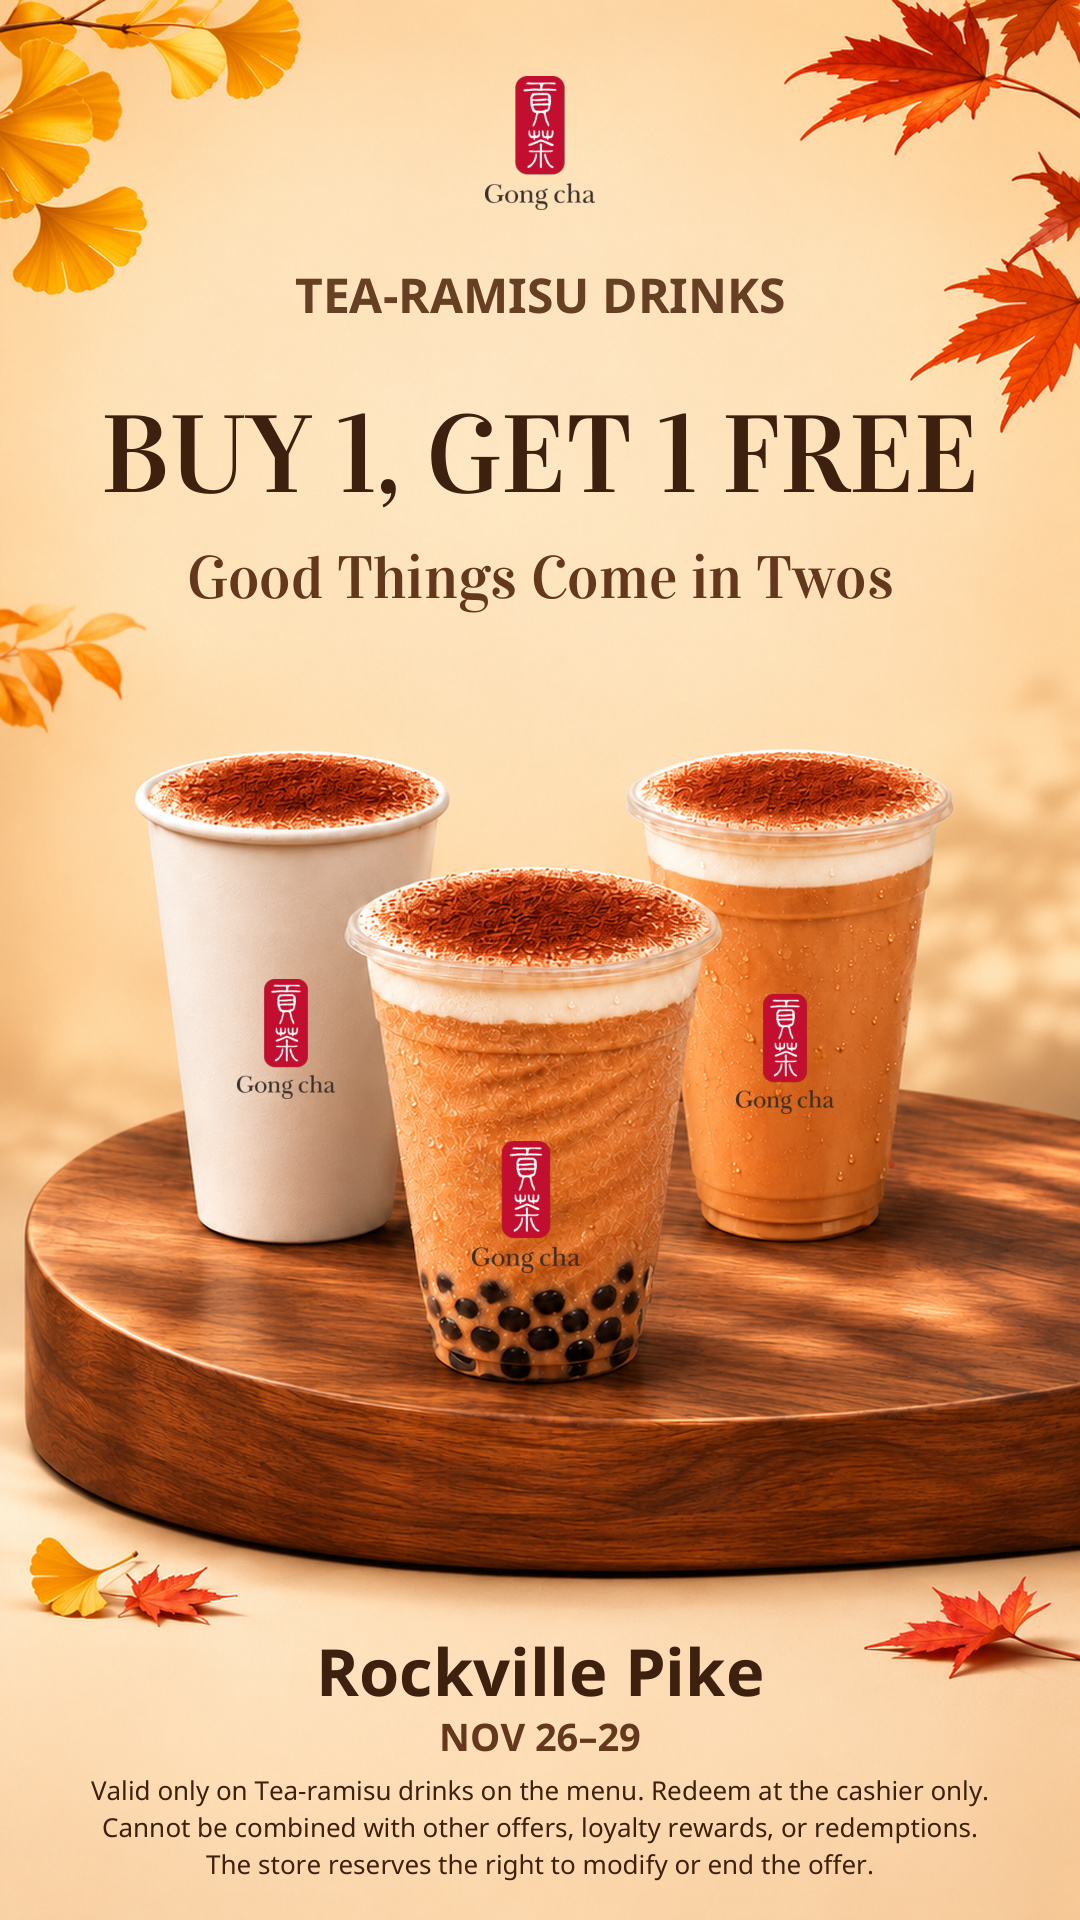 貢茶
Gong cha
TEA-RAMISU DRINKS
BUY 1, GET 1 FREE
Good Things Come in Twos
貢茶
Gong cha
貢茶
Gong cha
貢茶
Gong cha
Rockville Pike
NOV 26–29
Valid only on Tea-ramisu drinks on the menu. Redeem at the cashier only.
Cannot be combined with other offers, loyalty rewards, or redemptions.
The store reserves the right to modify or end the offer.